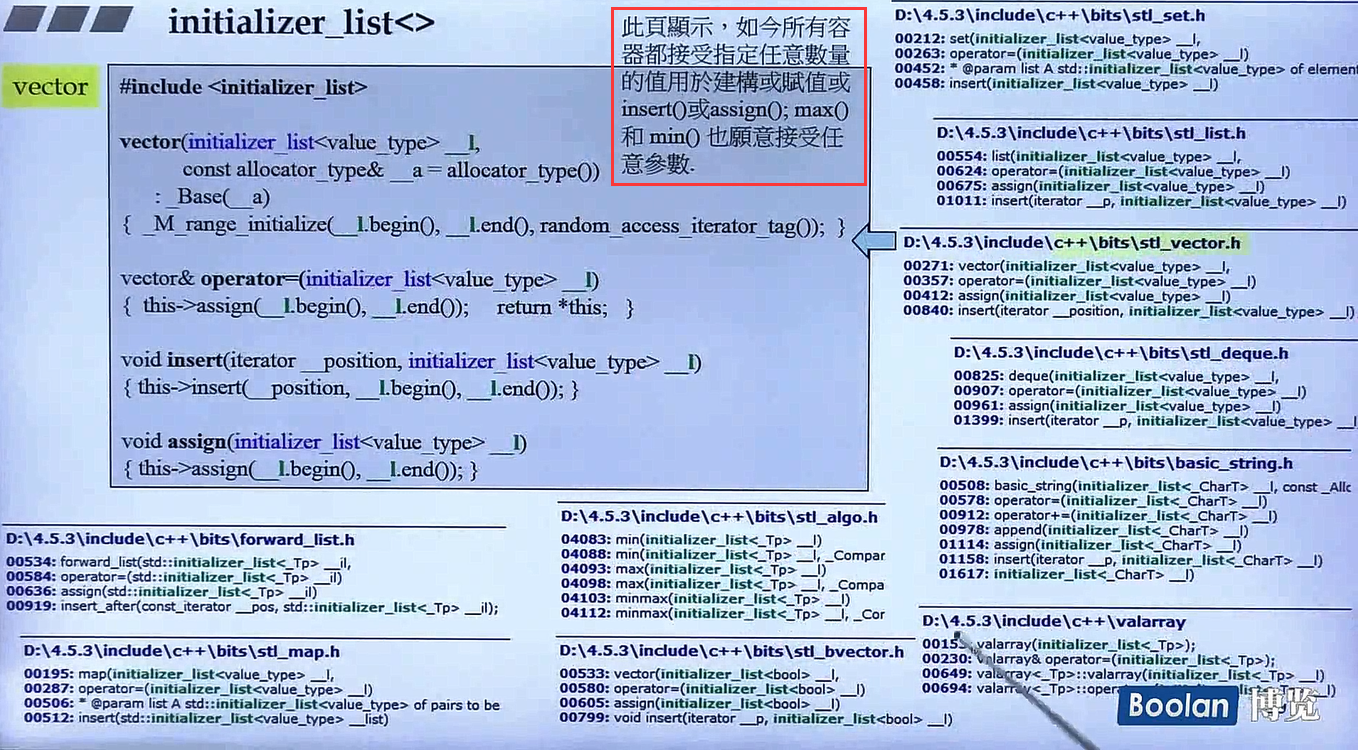 initializer_list<>
此頁顯示，如今所有容
器都接受指定任意數量
的值用於建構或賦值或
insert()或assign(); max()
和 min() 也願意接受任
意參數.
vector
#include <initializer_list>
vector(initializer_list<value_type> __l,
const allocator_type& __a = allocator_type())
: _Base(__a)
{ _M_range_initialize(__l.begin(), __l.end(), random_access_iterator_tag()); }
vector& operator=(initializer_list<value_type> __l)
{ this->assign(__l.begin(), __l.end()); return *this; }
void insert(iterator __position, initializer_list<value_type> __l)
{ this->insert(__position, __l.begin(), __l.end()); }
void assign(initializer_list<value_type> __l)
{ this->assign(__l.begin(), __l.end()); }
D:\4.5.3\include\c++\bits\stl_set.h
00212: set(initializer_list<value_type> __l,
00263: operator=(initializer_list<value_type> __l)
00452: * @param list A std::initializer_list<value_type> of elemen
00458: insert(initializer_list<value_type> __l)
D:\4.5.3\include\c++\bits\stl_list.h
00554: list(initializer_list<value_type> __l,
00624: operator=(initializer_list<value_type> __l)
00675: assign(initializer_list<value_type> __l)
01011: insert(iterator __p, initializer_list<value_type> __l)
D:\4.5.3\include\c++\bits\stl_vector.h
00271: vector(initializer_list<value_type> __l,
00357: operator=(initializer_list<value_type> __l)
00412: assign(initializer_list<value_type> __l)
00840: insert(iterator __position, initializer_list<value_type> __l)
D:\4.5.3\include\c++\bits\stl_deque.h
00825: deque(initializer_list<value_type> __l,
00907: operator=(initializer_list<value_type> __l)
00961: assign(initializer_list<value_type> __l)
01399: insert(iterator __p, initializer_list<value_type> __l
D:\4.5.3\include\c++\bits\basic_string.h
00508: basic_string(initializer_list<_CharT> __l, const _Allc
00578: operator=(initializer_list<_CharT> __l)
00912: operator+=(initializer_list<_CharT> __l)
00978: append(initializer_list<_CharT> __l)
01114: assign(initializer_list<_CharT> __l)
01158: insert(iterator __p, initializer_list<_CharT> __l)
01617: initializer_list<_CharT> __l)
D:\4.5.3\include\c++\bits\forward_list.h
00534: forward_list(std::initializer_list<_Tp> __il,
00584: operator=(std::initializer_list<_Tp> __il)
00636: assign(std::initializer_list<_Tp> __il)
00919: insert_after(const_iterator __pos, std::initializer_list<_Tp> __il);
D:\4.5.3\include\c++\bits\stl_algo.h
04083: min(initializer_list<_Tp> __l)
04088: min(initializer_list<_Tp> __l, _Compar
04093: max(initializer_list<_Tp> __l)
04098: max(initializer_list<_Tp> __l, _Compa
04103: minmax(initializer_list<_Tp> __l)
04112: minmax(initializer_list<_Tp> __l, _Cor
D:\4.5.3\include\c++\bits\stl_map.h
00195: map(initializer_list<value_type> __l,
00287: operator=(initializer_list<value_type> __l)
00506: * @param list A std::initializer_list<value_type> of pairs to be
00512: insert(std::initializer_list<value_type> __list)
D:\4.5.3\include\c++\bits\stl_bvector.h
00533: vector(initializer_list<bool> __l,
00580: operator=(initializer_list<bool> __l)
00605: assign(initializer_list<bool> __l)
00799: void insert(iterator __p, initializer_list<bool> __l)
D:\4.5.3\include\c++\valarray
valarray(initializer_list<_Tp>);
00230: valarray& operator=(initializer_list<_Tp>);
00649: valarray<_Tp>::valarray(initializer_list<_Tp> __l)
00694: valarray<_Tp>::
Boolan 博览